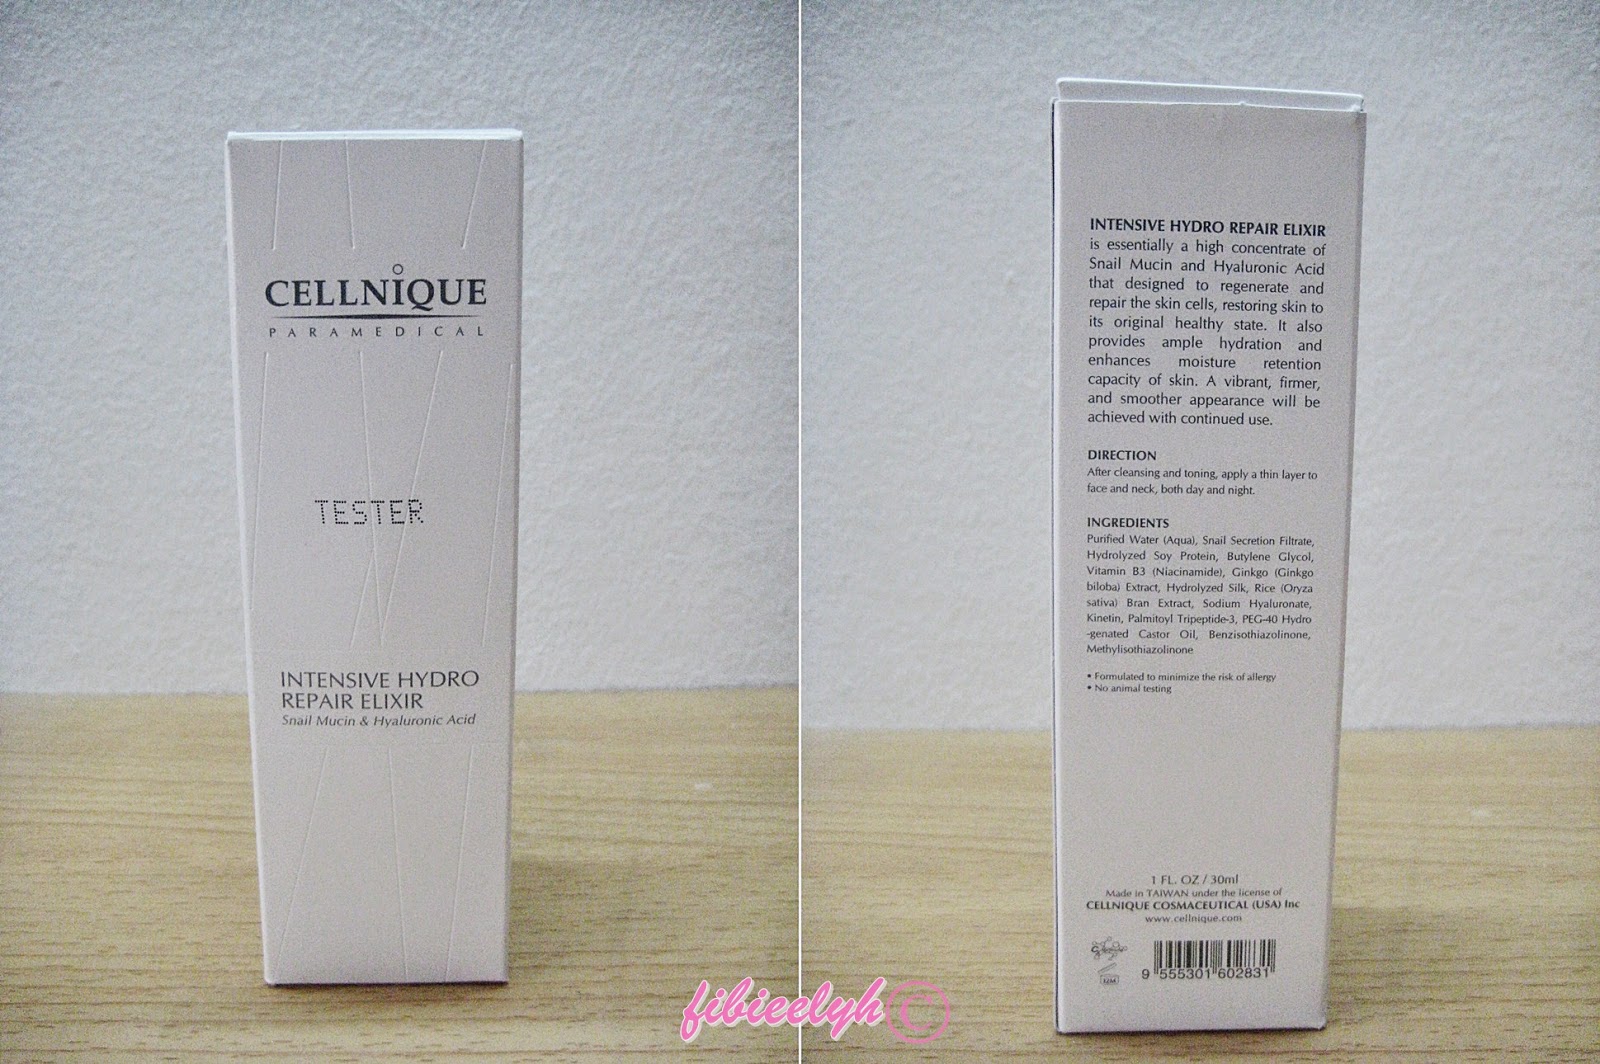 CELLNIQUE
PARAMEDICAL
TESTER
INTENSIVE HYDRO
REPAIR ELIXIR
Snail Mucin & Hyaluronic Acid
INTENSIVE HYDRO REPAIR ELIXIR
is essentially a high concentrate of
Snail Mucin and Hyaluronic Acid
that designed to regenerate and
repair the skin cells, restoring skin to
its original healthy state. It also
provides ample hydration and
enhances moisture retention
capacity of skin. A vibrant, firmer,
and smoother appearance will be
achieved with continued use.
DIRECTION
After cleansing and toning, apply a thin layer to
face and neck, both day and night.
INGREDIENTS
Purified Water (Aqua), Snail Secretion Filtrate,
Hydrolyzed Soy Protein, Butylene Glycol,
Vitamin B3 (Niacinamide), Ginkgo (Ginkgo
biloba) Extract, Hydrolyzed Silk, Rice (Oryza
sativa) Bran Extract, Sodium Hyaluronate,
Kinetin, Palmitoyl Tripeptide-3, PEG-40 Hydro
-genated Castor Oil, Benzisothiazolinone,
Methylisothiazolinone
• Formulated to minimize the risk of allergy
• No animal testing
1 FL. OZ / 30ml
Made in TAIWAN under the license of
CELLNIQUE COSMACEUTICAL (USA) Inc
www.cellnique.com
12M
9 555301 602831
fibieelyh©